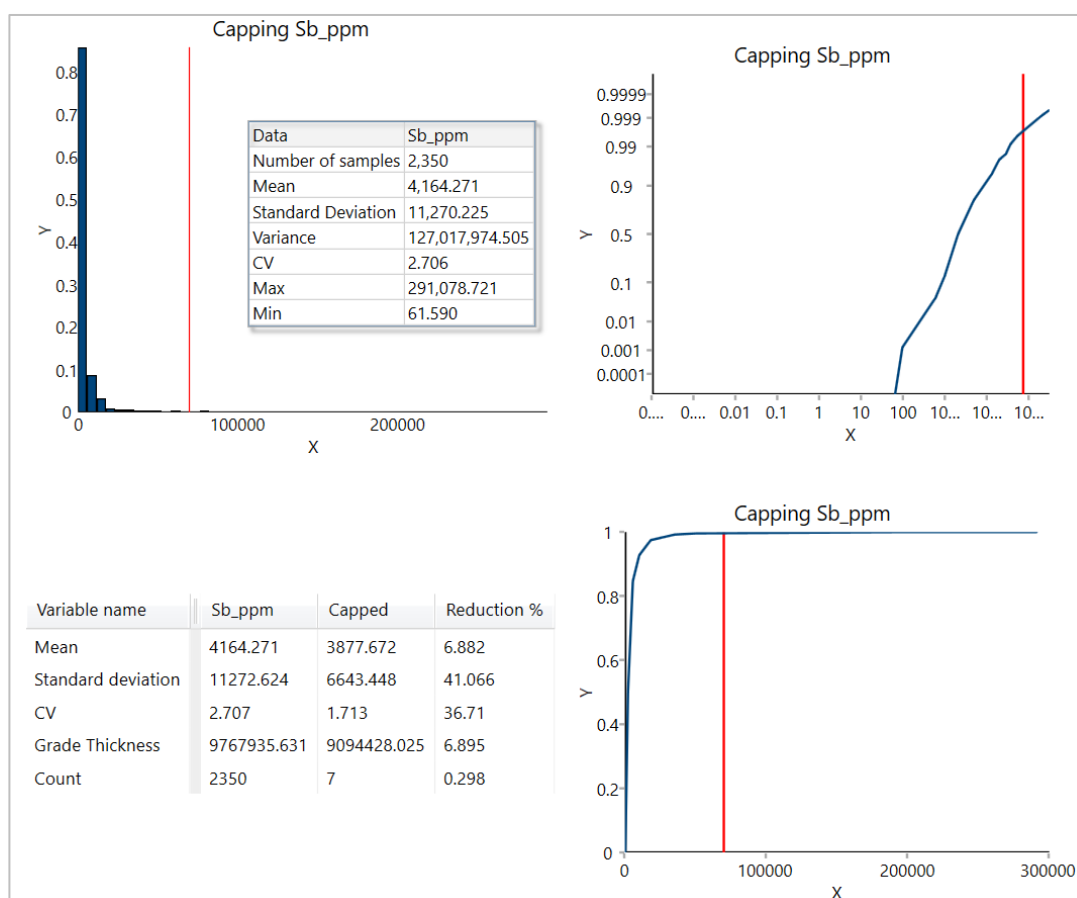 Capping Sb_ppm
0.8
0.7
0.6
0.5
0.4
0.3
0.2
0.1
0
Y
0 100000 200000
X
Data Sb_ppm
Number of samples 2,350
Mean 4,164.271
Standard Deviation 11,270.225
Variance 127,017,974.505
CV 2.706
Max 291,078.721
Min 61.590
Capping Sb_ppm
0.9999
0.999
0.99
0.9
0.5
0.1
0.01
0.001
0.0001
Y
0.... 0.... 0.01 0.1 1 10 100 10... 10... 10...
X
Variable name Sb_ppm Capped Reduction %
Mean 4164.271 3877.672 6.882
Standard deviation 11272.624 6643.448 41.066
CV 2.707 1.713 36.71
Grade Thickness 9767935.631 9094428.025 6.895
Count 2350 7 0.298
Capping Sb_ppm
1
0.8
0.6
0.4
0.2
0
Y
0 100000 200000 300000
X